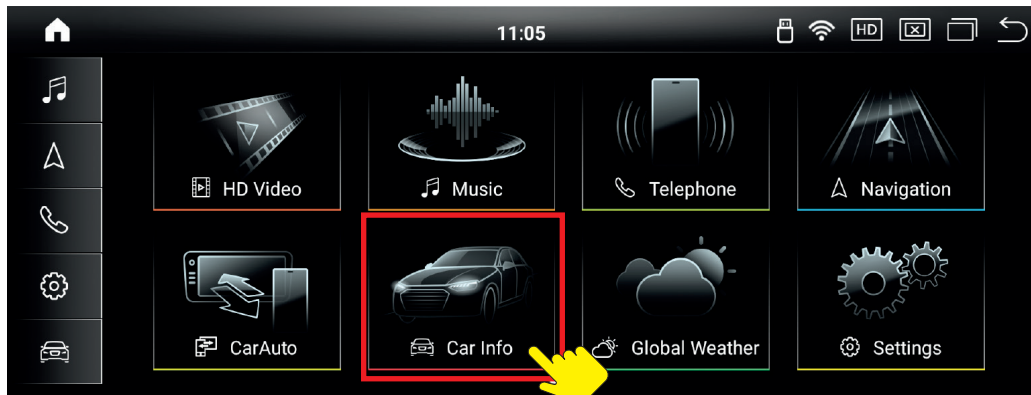 11:05
HD
HD Video
Music
Telephone
Navigation
CarAuto
Car Info
Global Weather
Settings